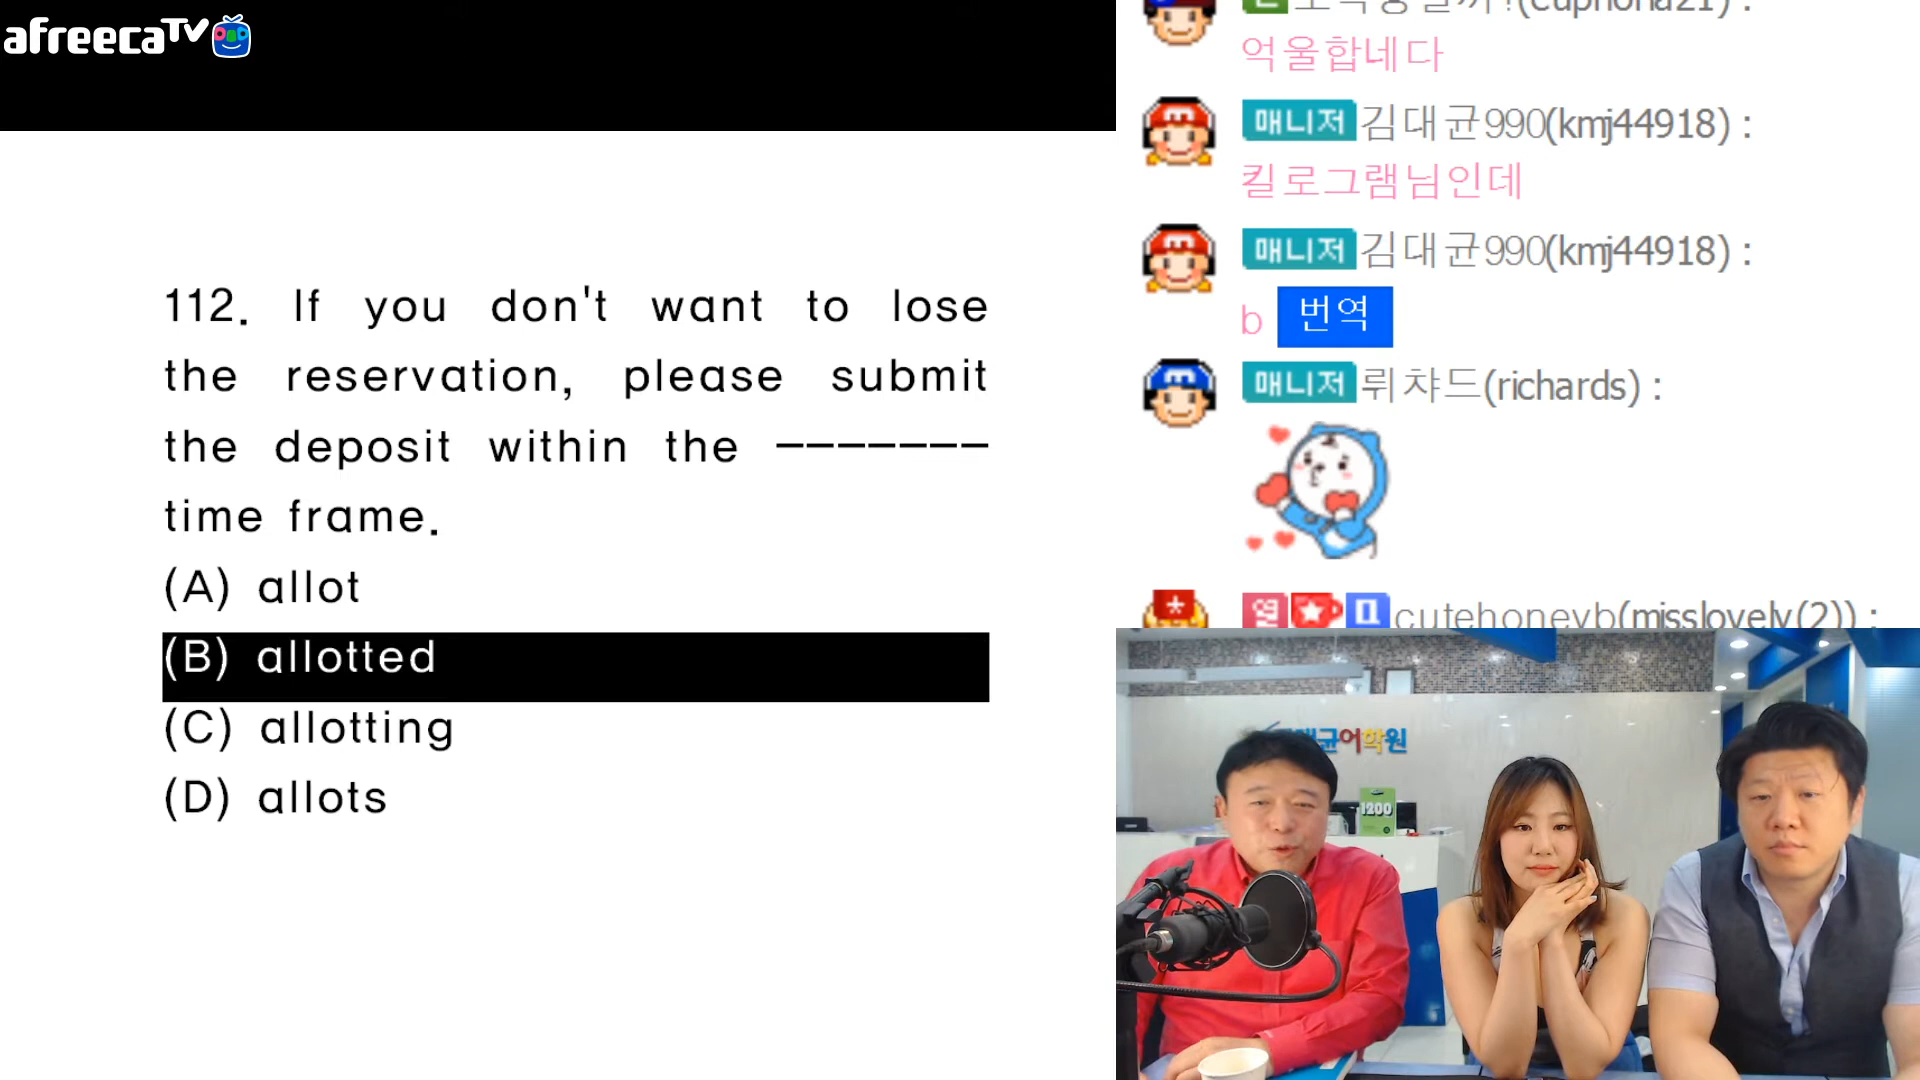 afreecaTV
112. If you don't want to lose
the reservation, please submit
the deposit within the -------
time frame.
(A) allot
(B) allotted
(C) allotting
(D) allots
억울합네다
매니저 김대균990(kmj44918) :
킬로그램님인데
매니저 김대균990(kmj44918) :
b 번역
매니저 뤼챠드(richards) :
열 cutehoneyb(misslovely(2)) :
균어학원
1200